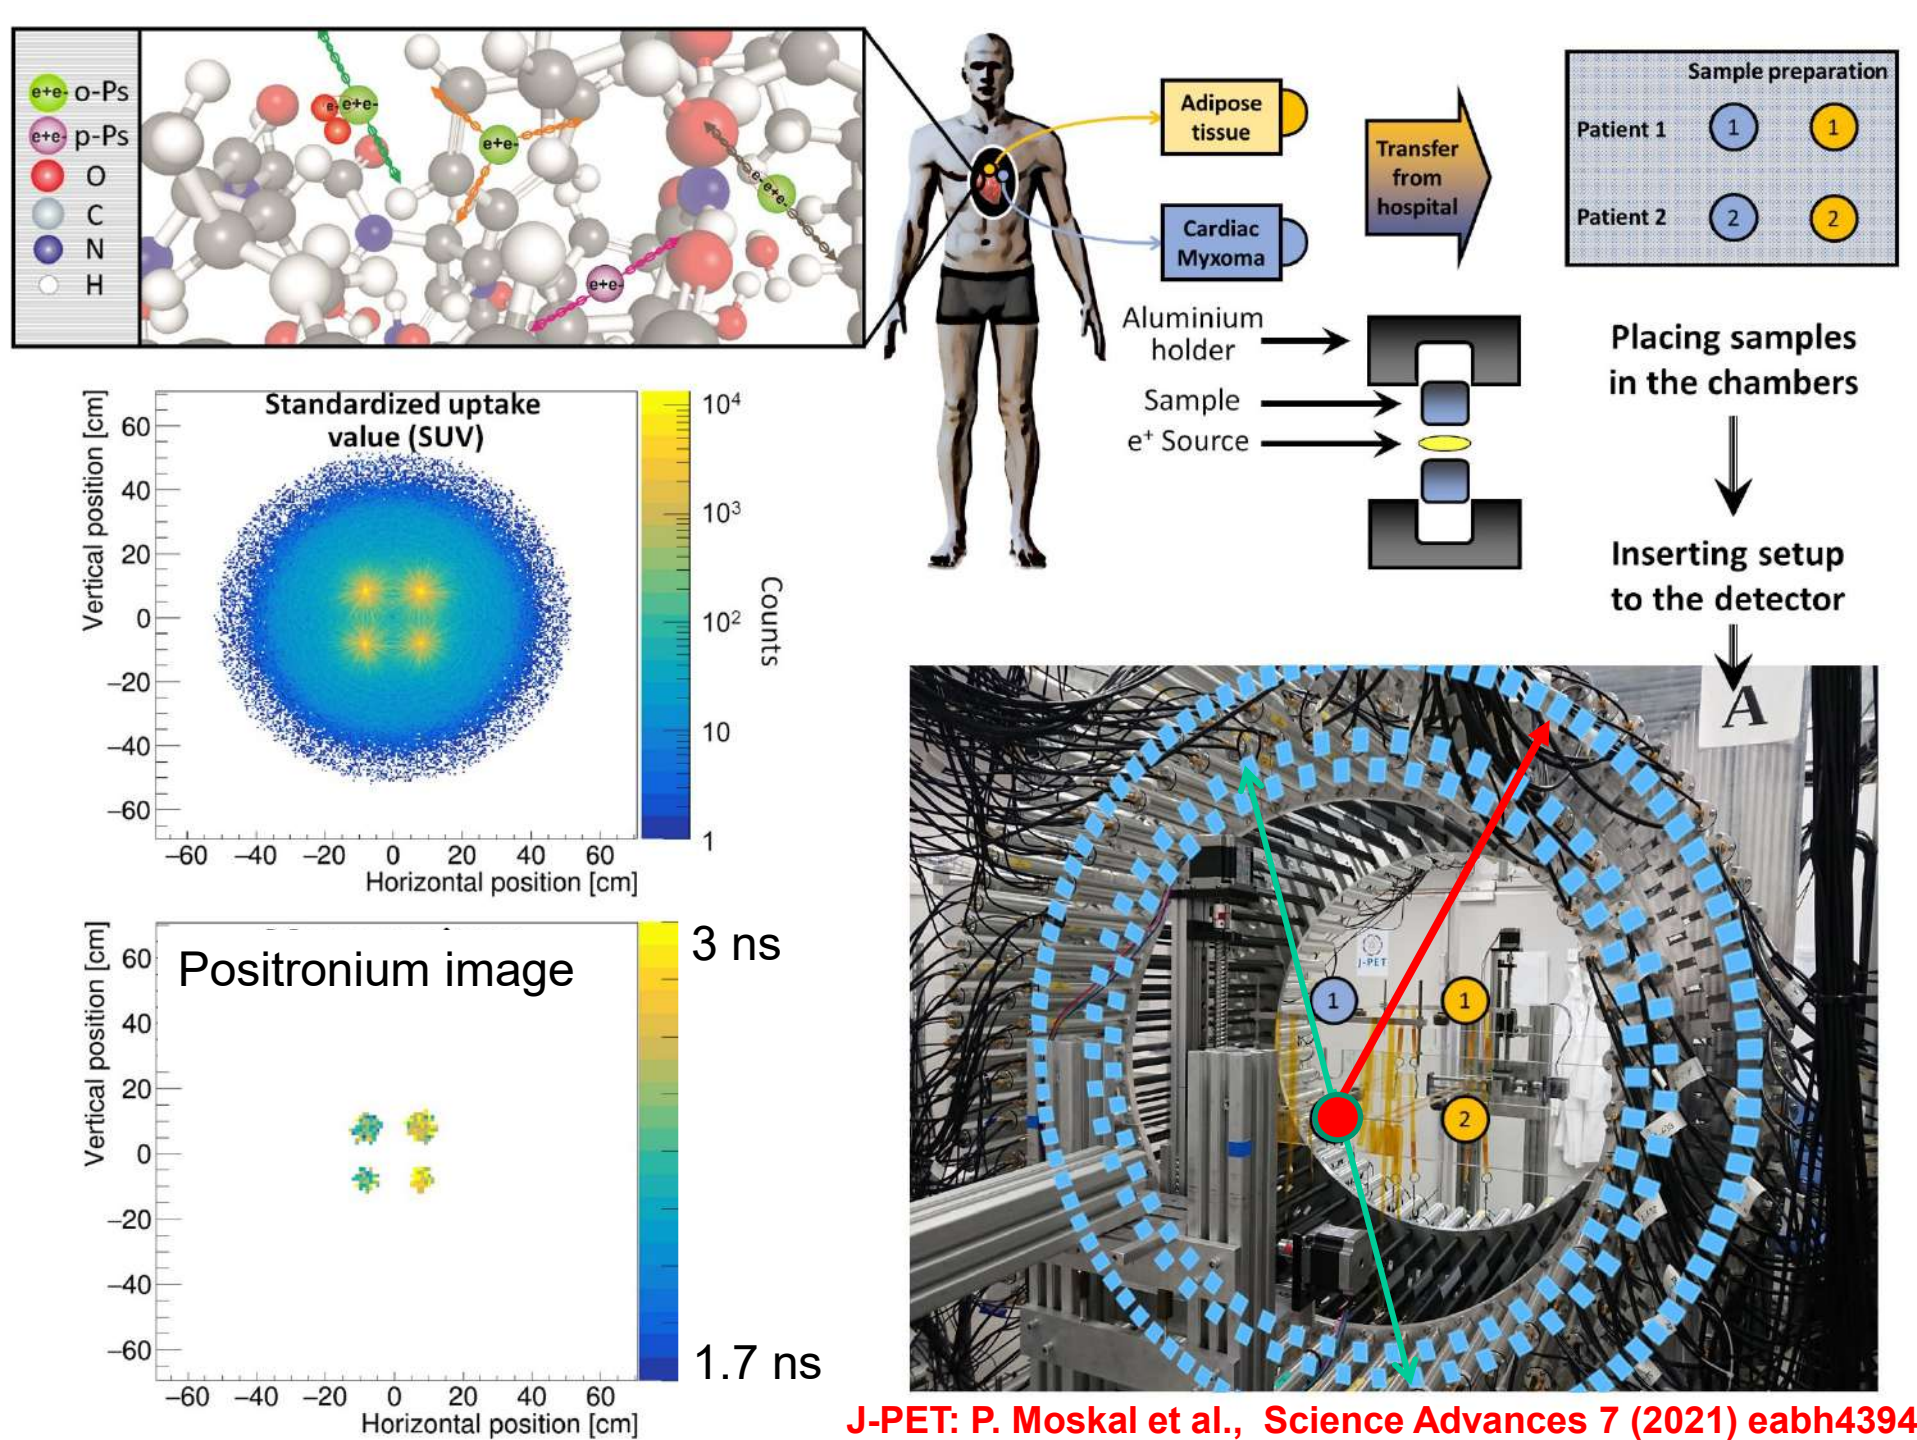 e+e- o-Ps
e+e- p-Ps
O
C
N
H
e- e+e-
e+e-
e- e+e-
e+e-
Adipose
tissue
Cardiac
Myxoma
Transfer
from
hospital
Sample preparation
Patient 1
1
1
Patient 2
2
2
Aluminium
holder
Sample
e+ Source
Placing samples
in the chambers
Inserting setup
to the detector
Standardized uptake
value (SUV)
Vertical position [cm]
60
40
20
0
−20
−40
−60
−60 −40 −20 0 20 40 60
Horizontal position [cm]
10⁴
10³
10²
10
1
Counts
Positronium image
Vertical position [cm]
60
40
20
0
−20
−40
−60
−60 −40 −20 0 20 40 60
Horizontal position [cm]
3 ns
1.7 ns
A
J-PET
1
1
2
J-PET: P. Moskal et al., Science Advances 7 (2021) eabh4394